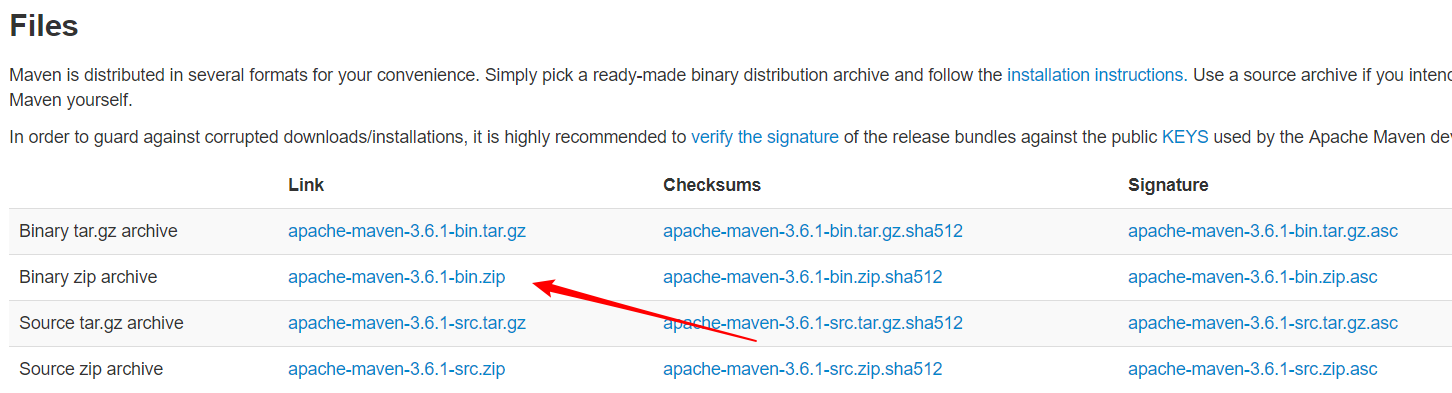 Files
Maven is distributed in several formats for your convenience. Simply pick a ready-made binary distribution archive and follow the installation instructions. Use a source archive if you
Maven yourself.
In order to guard against corrupted downloads/installations, it is highly recommended to verify the signature of the release bundles against the public KEYS used by the Apache Maven
Link Checksums Signature
Binary tar.gz archive apache-maven-3.6.1-bin.tar.gz apache-maven-3.6.1-bin.tar.gz.sha512 apache-maven-3.6.1-bin.tar.gz.asc
Binary zip archive apache-maven-3.6.1-bin.zip apache-maven-3.6.1-bin.zip.sha512 apache-maven-3.6.1-bin.zip.asc
Source tar.gz archive apache-maven-3.6.1-src.tar.gz apache-maven-3.6.1-src.tar.gz.sha512 apache-maven-3.6.1-src.tar.gz.asc
Source zip archive apache-maven-3.6.1-src.zip apache-maven-3.6.1-src.zip.sha512 apache-maven-3.6.1-src.zip.asc